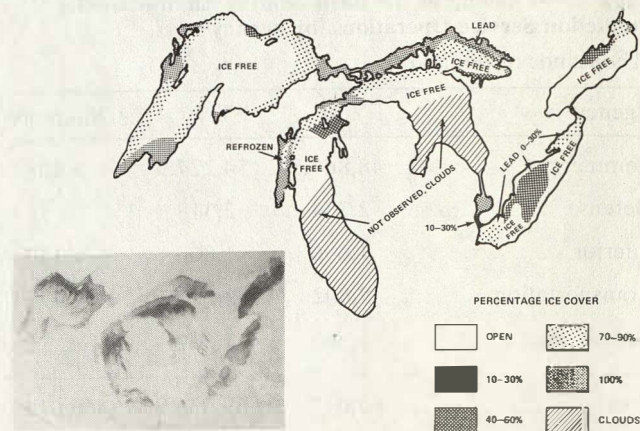 LEAD
ICE FREE
ICE FREE
ICE FREE
ICE FREE
REFROZEN
ICE
FREE
NOT OBSERVED, CLOUDS
LEAD
0–30%
ICE FREE
10–30%
ICE
FREE
PERCENTAGE ICE COVER
OPEN
70–90%
10–30%
100%
40–60%
CLOUDS